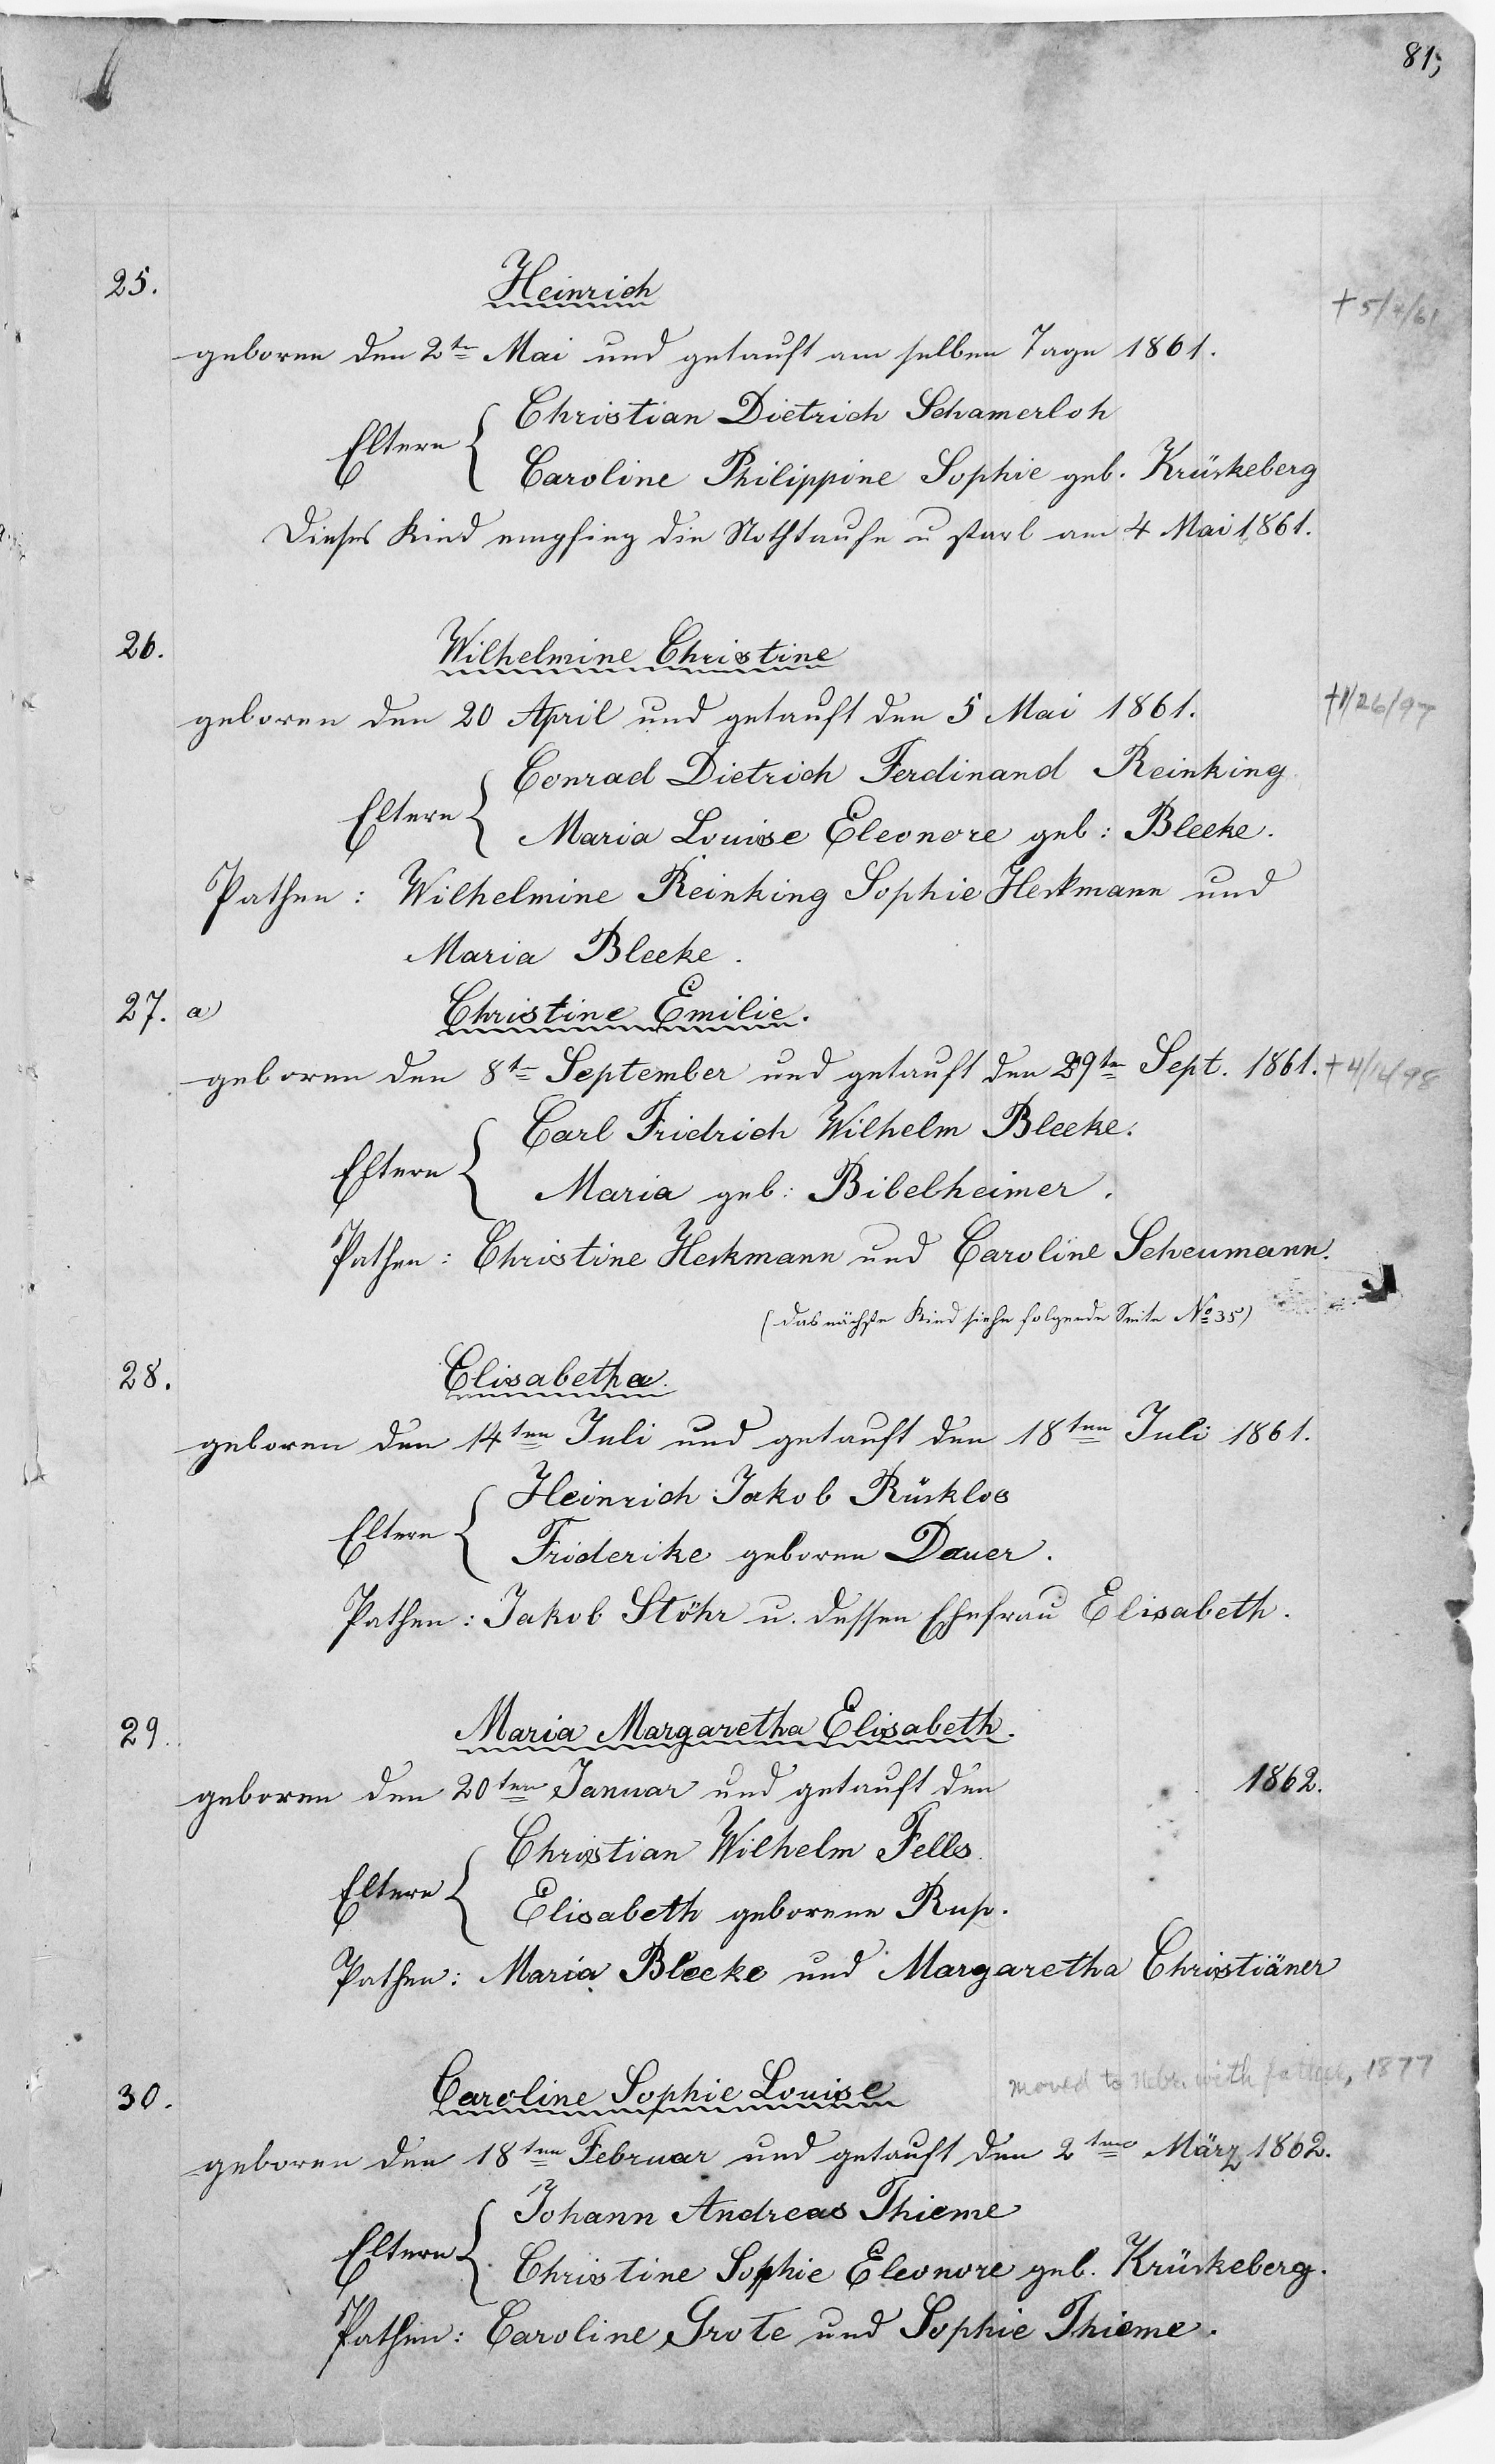 81;
25. Heinrich
+ 5/4/61
geboren den 2te Mai und getauft am selben Tage 1861.
Christian Dietrich Schamerloh
Eltern {
Caroline Philippine Sophie geb. Krückeberg
Dieses Kind empfing die Nothtaufe u starb am 4 Mai 1861.
26. Wilhelmine Christine
geboren den 20 April und getauft den 5 Mai 1861. +1/26/97
Conrad Dietrich Ferdinand Reinking
Eltern {
Maria Louise Eleonore geb: Bleeke.
Pathen: Wilhelmine Reinking Sophie Heckmann und
Maria Bleeke.
27. a) Christine Emilie.
geboren den 8te September und getauft den 29ten Sept. 1861. + 98
Carl Fridrich Wilhelm Bleeke.
Eltern {
Maria geb: Bibelheimer.
Pathen: Christine Heckmann und Caroline Scheumann.
(das nächste Kind siehe folgende Seite No 35)
28. Elisabetha.
geboren den 14ten Juli und getauft den 18ten Juli 1861.
Heinrich Jakob Rücklos
Eltern {
Friderike geboren Dauer.
Pathen: Jakob Stöhr u. dessen Ehefrau Elisabeth.
29. Maria Margaretha Elisabeth.
geboren den 20ten Januar und getauft den 1862.
Christian Wilhelm Fells.
Eltern {
Elisabeth geborene Rup.
Pathen: Maria Bleeke und Margaretha Christiäner
moved to Nebr. with father, 1877
30. Caroline Sophie Louise
geboren den 18ten Februar und getauft den 2ten März 1862.
Johann Andreas Thieme
Eltern {
Christine Sophie Eleonore geb. Krückeberg.
Pathen: Caroline Grote und Sophie Thieme.